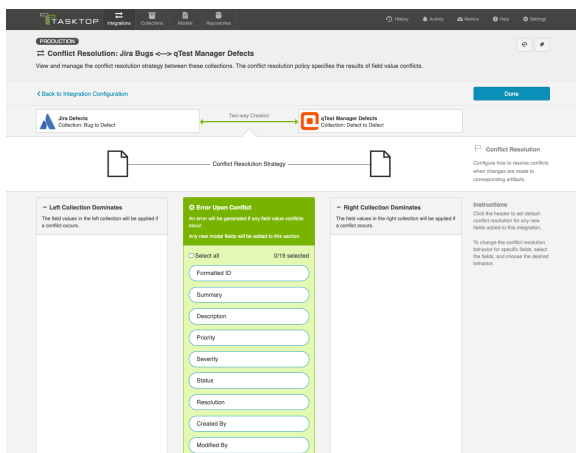 TASKTOP
Integrations
Collections
Models
Repositories
History
Activity
Metrics
Help
Settings
PRODUCTION
Conflict Resolution: Jira Bugs <---> qTest Manager Defects
View and manage the conflict resolution strategy between these collections. The conflict resolution policy specifies the results of field value conflicts.
Back to Integration Configuration
Done
Jira Defects
Collection: Bug to Defect
Two-way Creation
qTest Manager Defects
Collection: Defect to Defect
Conflict Resolution Strategy
Conflict Resolution
Configure how to resolve conflicts
when changes are made to
corresponding artifacts.
Left Collection Dominates
The field values in the left collection will be applied if
a conflict occurs.
Error Upon Conflict
An error will be generated if any field value conflicts
occur.
Any new model fields will be added to this section.
Select all
0/19 selected
Formatted ID
Summary
Description
Priority
Severity
Status
Resolution
Created By
Modified By
Right Collection Dominates
The field values in the right collection will be applied if
a conflict occurs.
Instructions
Click the header to set default
conflict resolution for any new
fields added to this integration.
To change the conflict resolution
behavior for specific fields, select
the fields, and choose the desired
behavior.